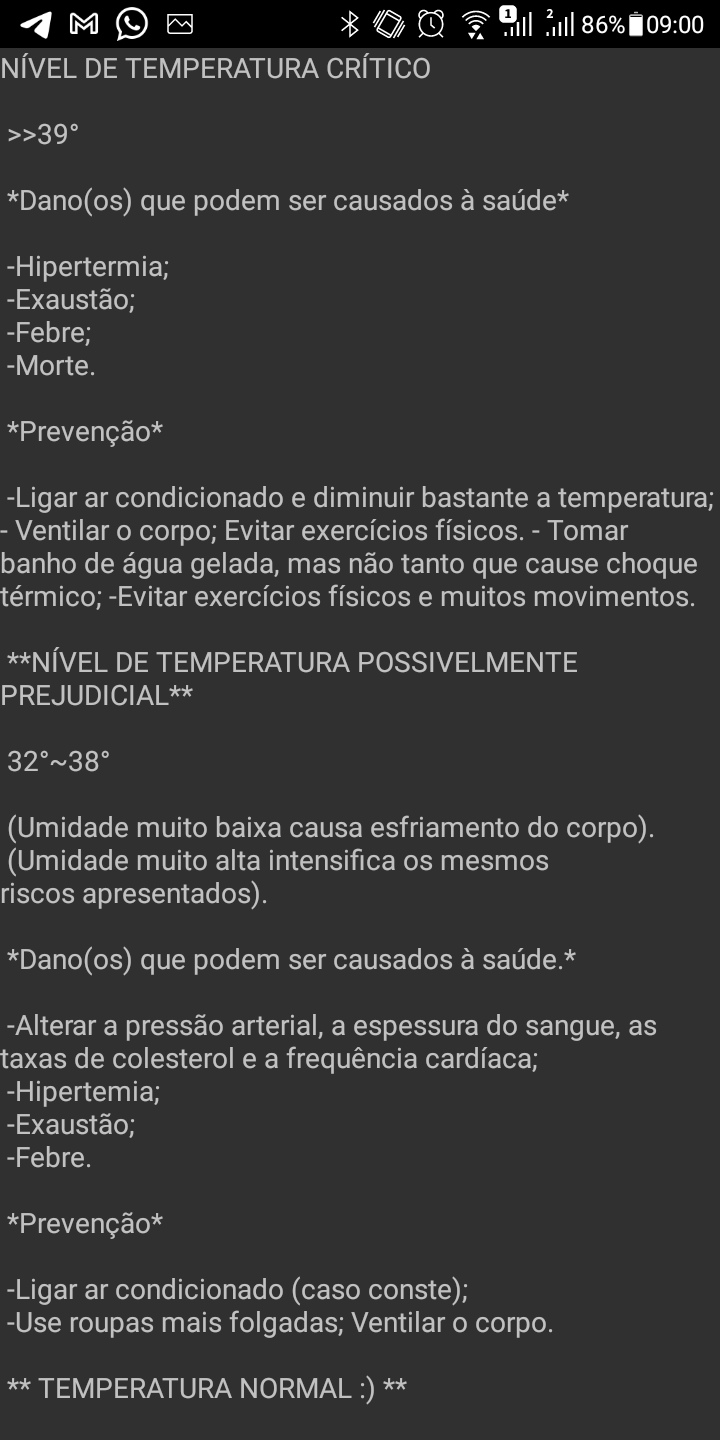 1 2 86% 09:00
NÍVEL DE TEMPERATURA CRÍTICO
>>39°
*Dano(os) que podem ser causados à saúde*
-Hipertermia;
-Exaustão;
-Febre;
-Morte.
*Prevenção*
-Ligar ar condicionado e diminuir bastante a temperatura;
- Ventilar o corpo; Evitar exercícios físicos. - Tomar
banho de água gelada, mas não tanto que cause choque
térmico; -Evitar exercícios físicos e muitos movimentos.
**NÍVEL DE TEMPERATURA POSSIVELMENTE
PREJUDICIAL**
32°~38°
(Umidade muito baixa causa esfriamento do corpo).
(Umidade muito alta intensifica os mesmos
riscos apresentados).
*Dano(os) que podem ser causados à saúde.*
-Alterar a pressão arterial, a espessura do sangue, as
taxas de colesterol e a frequência cardíaca;
-Hipertemia;
-Exaustão;
-Febre.
*Prevenção*
-Ligar ar condicionado (caso conste);
-Use roupas mais folgadas; Ventilar o corpo.
** TEMPERATURA NORMAL :) **